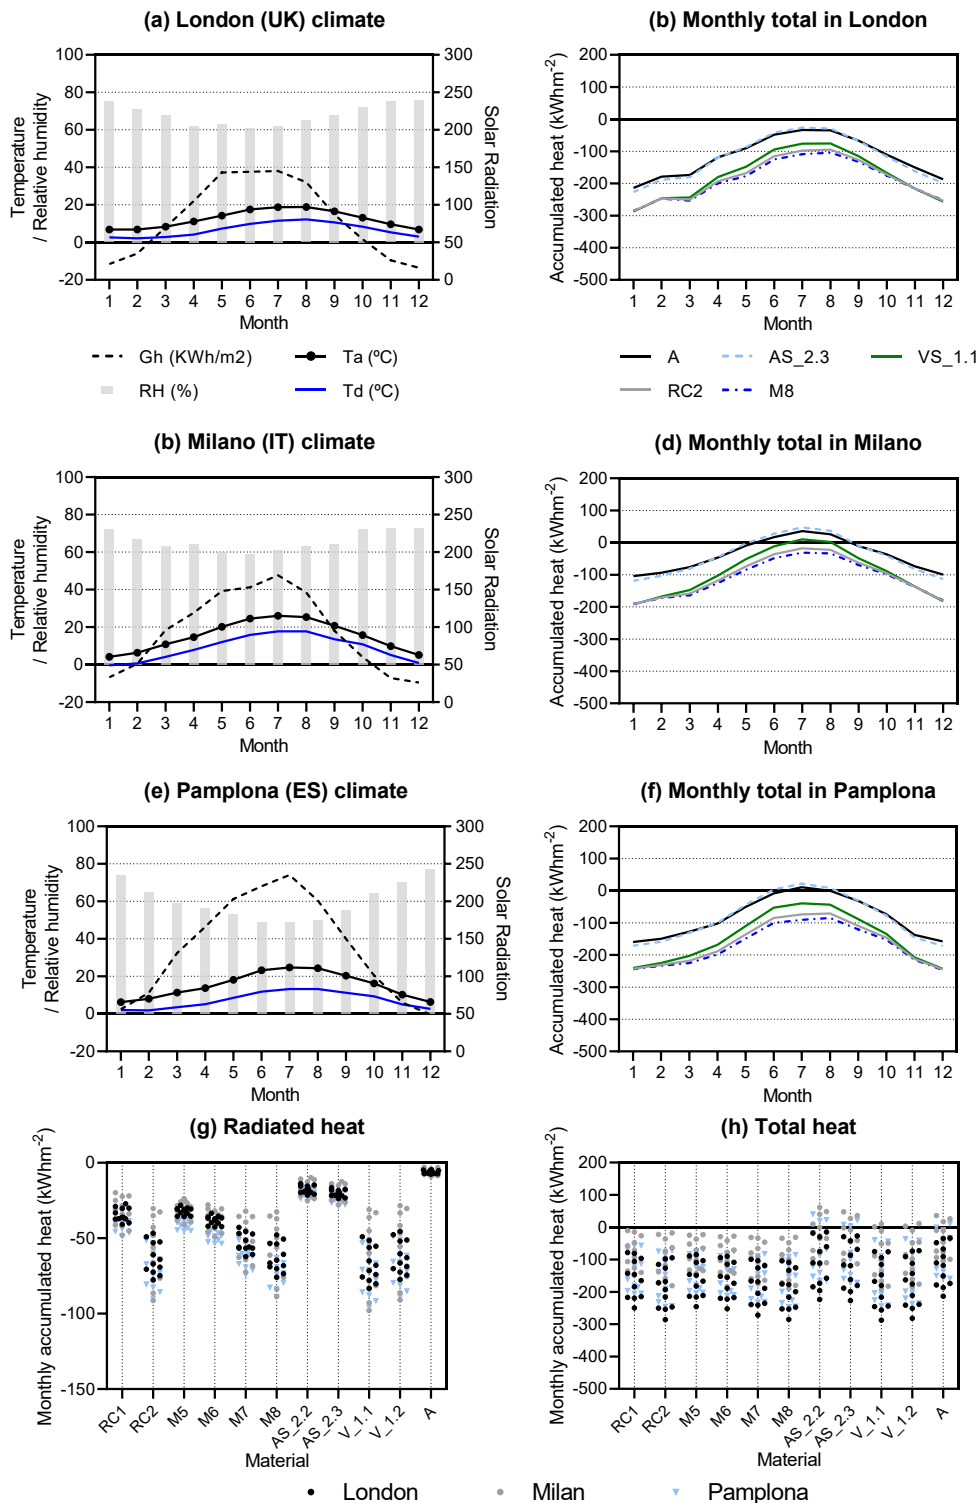 (a) London (UK) climate
100
80
60
40
20
0
-20
300
250
200
150
100
50
0
Temperature
/ Relative humidity
Solar Radiation
1 2 3 4 5 6 7 8 9 10 11 12
Month
Gh (KWh/m2)
Ta (ºC)
RH (%)
Td (ºC)
(b) Monthly total in London
Accumulated heat (kWhm-2)
200
100
0
-100
-200
-300
-400
-500
1 2 3 4 5 6 7 8 9 10 11 12
Month
A
AS_2.3
VS_1.1
RC2
M8
(b) Milano (IT) climate
100
80
60
40
20
0
-20
300
250
200
150
100
50
0
Temperature
/ Relative humidity
Solar Radiation
1 2 3 4 5 6 7 8 9 10 11 12
Month
(d) Monthly total in Milano
Accumulated heat (kWhm-2)
200
100
0
-100
-200
-300
-400
-500
1 2 3 4 5 6 7 8 9 10 11 12
Month
(e) Pamplona (ES) climate
100
80
60
40
20
0
-20
300
250
200
150
100
50
0
Temperature
/ Relative humidity
Solar Radiation
1 2 3 4 5 6 7 8 9 10 11 12
Month
(f) Monthly total in Pamplona
Accumulated heat (kWhm-2)
200
100
0
-100
-200
-300
-400
-500
1 2 3 4 5 6 7 8 9 10 11 12
Month
(g) Radiated heat
Monthly accumulated heat (kWhm-2)
0
-50
-100
-150
RC1 RC2 M5 M6 M7 M8 AS_2.2 AS_2.3 V_1.1 V_1.2 A
Material
(h) Total heat
Monthly accumulated heat (kWhm-2)
200
100
0
-100
-200
-300
-400
-500
RC1 RC2 M5 M6 M7 M8 AS_2.2 AS_2.3 V_1.1 V_1.2 A
Material
London
Milan
Pamplona